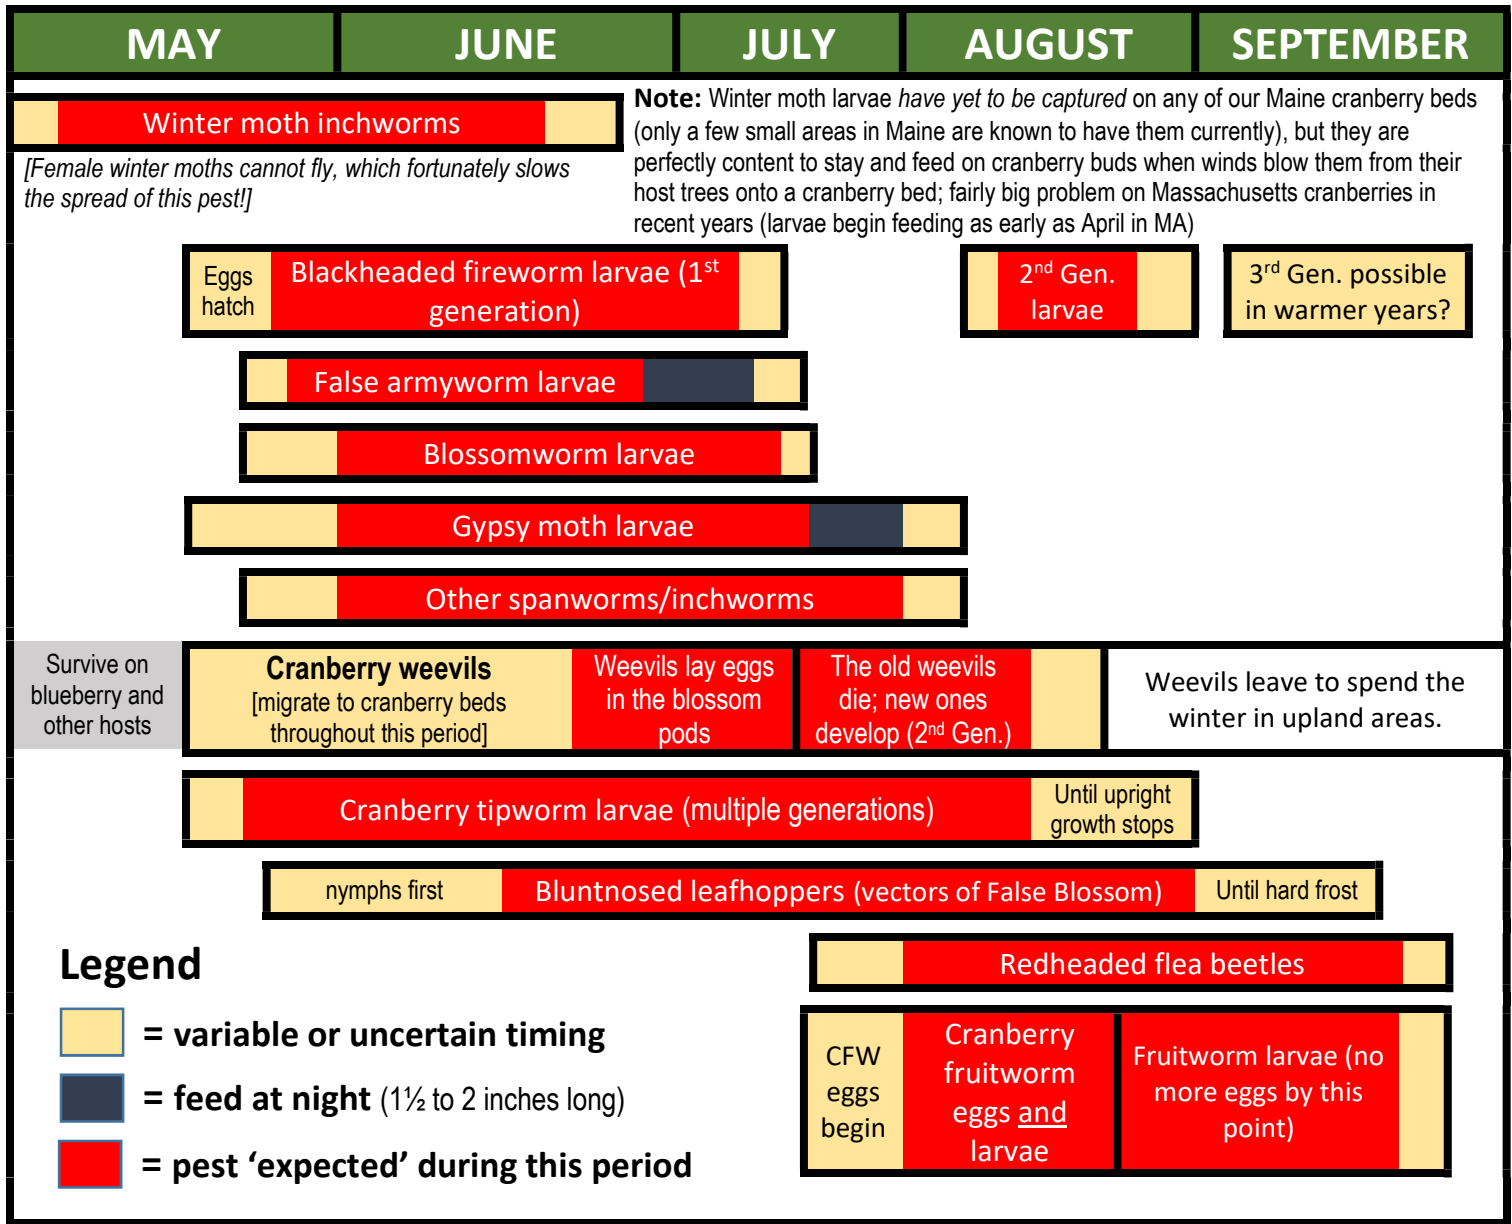 MAY JUNE JULY AUGUST SEPTEMBER
Winter moth inchworms
[Female winter moths cannot fly, which fortunately slows
the spread of this pest!]
Note: Winter moth larvae have yet to be captured on any of our Maine cranberry beds
(only a few small areas in Maine are known to have them currently), but they are
perfectly content to stay and feed on cranberry buds when winds blow them from their
host trees onto a cranberry bed; fairly big problem on Massachusetts cranberries in
recent years (larvae begin feeding as early as April in MA)
Eggs
hatch
Blackheaded fireworm larvae (1st
generation)
2nd Gen.
larvae
3rd Gen. possible
in warmer years?
False armyworm larvae
Blossomworm larvae
Gypsy moth larvae
Other spanworms/inchworms
Survive on
blueberry and
other hosts
Cranberry weevils
[migrate to cranberry beds
throughout this period]
Weevils lay eggs
in the blossom
pods
The old weevils
die; new ones
develop (2nd Gen.)
Weevils leave to spend the
winter in upland areas.
Cranberry tipworm larvae (multiple generations)
Until upright
growth stops
nymphs first
Bluntnosed leafhoppers (vectors of False Blossom)
Until hard frost
Redheaded flea beetles
CFW
eggs
begin
Cranberry
fruitworm
eggs and
larvae
Fruitworm larvae (no
more eggs by this
point)
Legend
= variable or uncertain timing
= feed at night (1½ to 2 inches long)
= pest ‘expected’ during this period